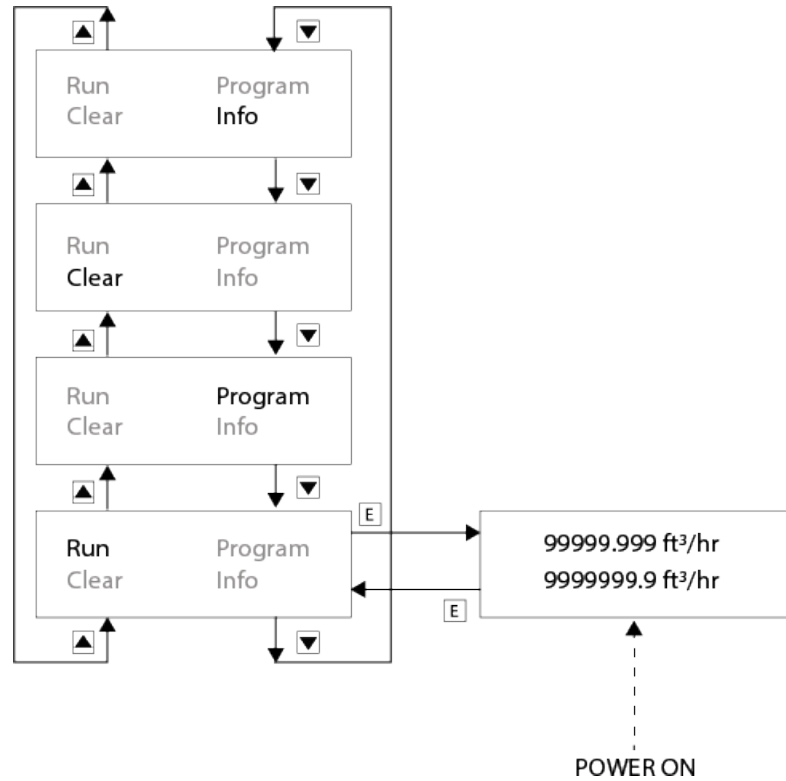 ▲ ▼
Run Program
Clear Info
▲ ▼
Run Program
Clear Info
▲ ▼
Run Program
Clear Info
▲ ▼
E
Run Program
Clear Info
99999.999 ft³/hr
9999999.9 ft³/hr
E
▲ ▼
POWER ON